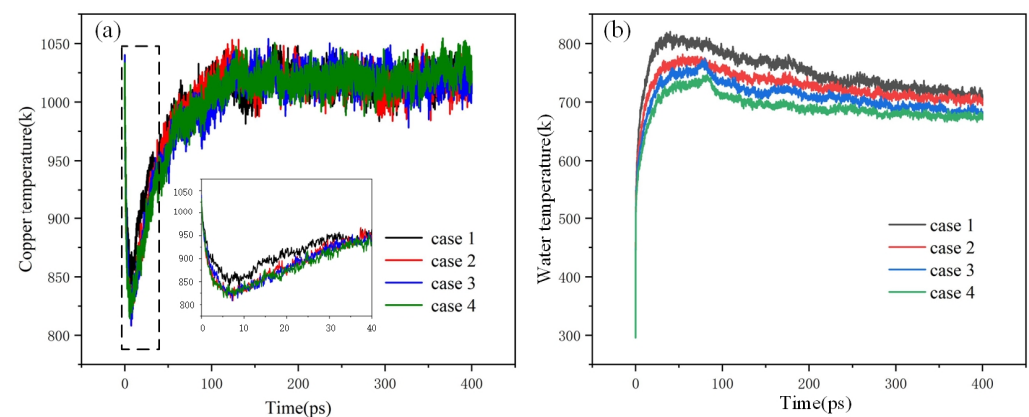 (a)
Copper temperature(k)
1050
1000
950
900
850
800
1050
1000
950
900
850
800
0 10 20 30 40
case 1
case 2
case 3
case 4
0 100 200 300 400
Time(ps)
(b)
Water temperature(k)
800
700
600
450
400
300
case 1
case 2
case 3
case 4
0 100 200 300 400
Time(ps)